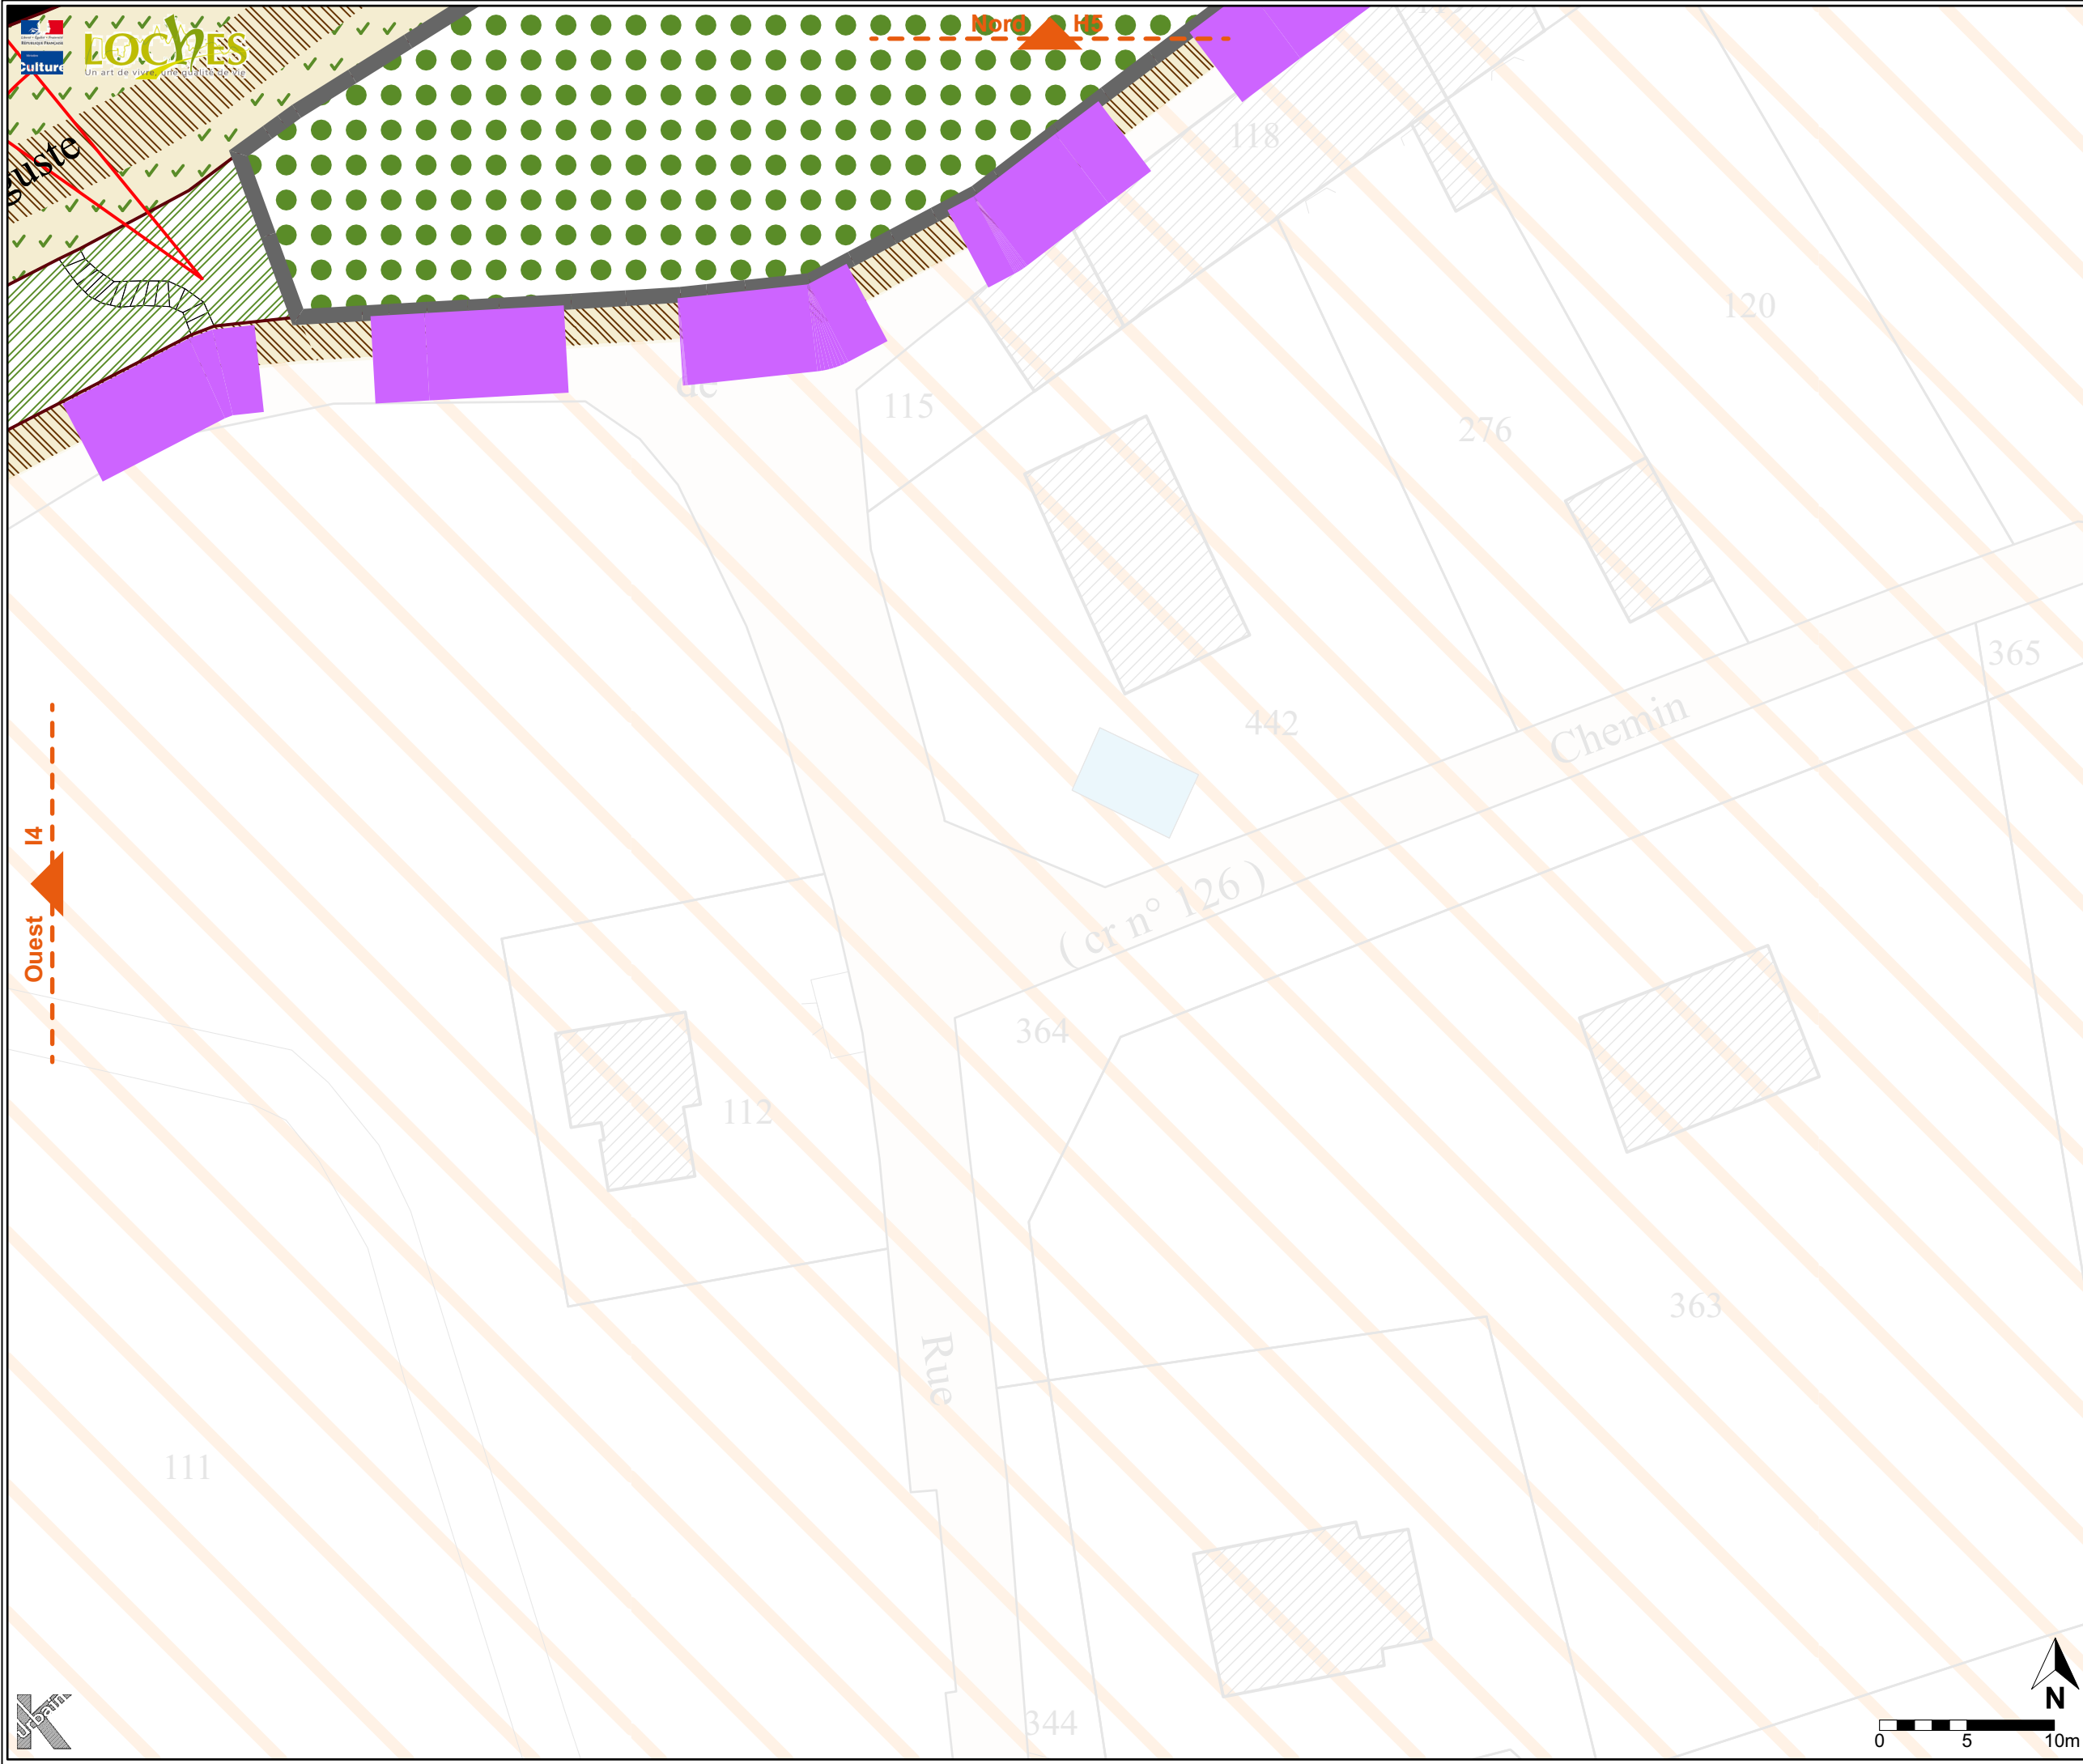 Nord H5
Culture
LOCHES
Un art de vivre, une qualité de vie
guste
118
120
de
115
276
365
Chemin
442
I4
( cr n° 126 )
Ouest
364
112
363
Rue
111
Urbain
N
344
0 5 10m